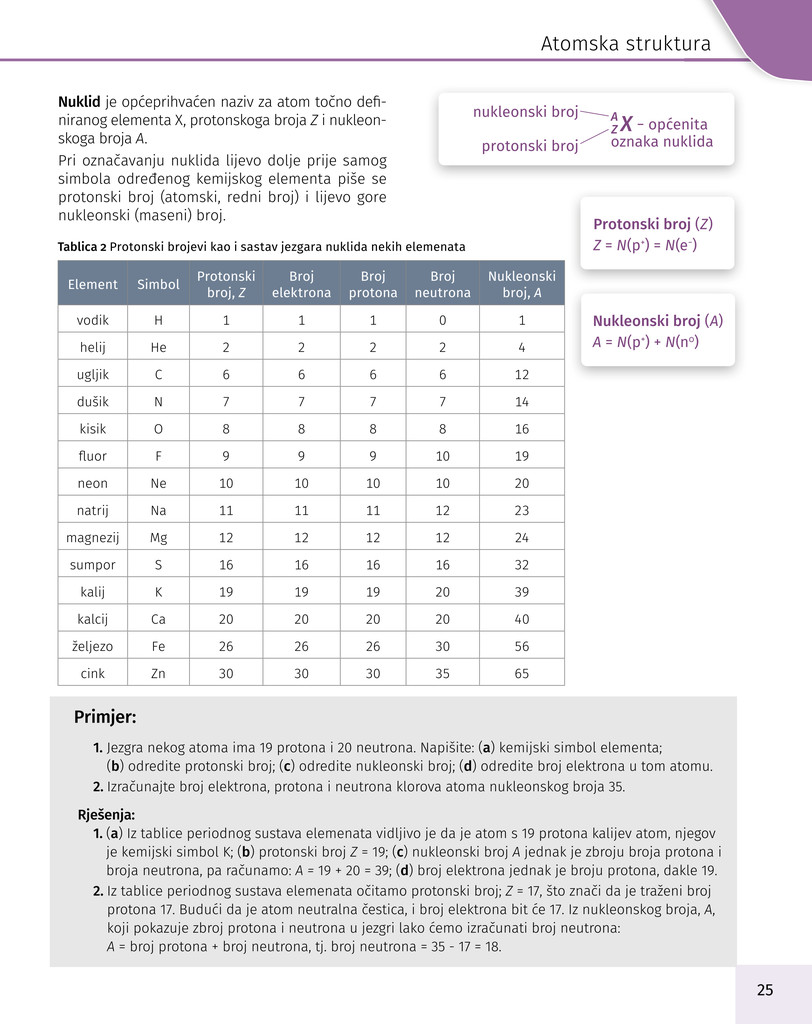 Atomska struktura
Nuklid je općeprihvaćen naziv za atom točno defi-
niranog elementa X, protonskoga broja Z i nukleon-
skoga broja A.
Pri označavanju nuklida lijevo dolje prije samog
simbola određenog kemijskog elementa piše se
protonski broj (atomski, redni broj) i lijevo gore
nukleonski (maseni) broj.
nukleonski broj
protonski broj
A
Z X – općenita
oznaka nuklida
Protonski broj (Z)
Z = N(p⁺) = N(e⁻)
Nukleonski broj (A)
A = N(p⁺) + N(n⁰)
Tablica 2 Protonski brojevi kao i sastav jezgara nuklida nekih elemenata
Element Simbol Protonski broj, Z Broj elektrona Broj protona Broj neutrona Nukleonski broj, A
vodik H 1 1 1 0 1
helij He 2 2 2 2 4
ugljik C 6 6 6 6 12
dušik N 7 7 7 7 14
kisik O 8 8 8 8 16
fluor F 9 9 9 10 19
neon Ne 10 10 10 10 20
natrij Na 11 11 11 12 23
magnezij Mg 12 12 12 12 24
sumpor S 16 16 16 16 32
kalij K 19 19 19 20 39
kalcij Ca 20 20 20 20 40
željezo Fe 26 26 26 30 56
cink Zn 30 30 30 35 65
Primjer:
1. Jezgra nekog atoma ima 19 protona i 20 neutrona. Napišite: (a) kemijski simbol elementa;
(b) odredite protonski broj; (c) odredite nukleonski broj; (d) odredite broj elektrona u tom atomu.
2. Izračunajte broj elektrona, protona i neutrona klorova atoma nukleonskog broja 35.
Rješenja:
1. (a) Iz tablice periodnog sustava elemenata vidljivo je da je atom s 19 protona kalijev atom, njegov
je kemijski simbol K; (b) protonski broj Z = 19; (c) nukleonski broj A jednak je zbroju broja protona i
broja neutrona, pa računamo: A = 19 + 20 = 39; (d) broj elektrona jednak je broju protona, dakle 19.
2. Iz tablice periodnog sustava elemenata očitamo protonski broj; Z = 17, što znači da je traženi broj
protona 17. Budući da je atom neutralna čestica, i broj elektrona bit će 17. Iz nukleonskog broja, A,
koji pokazuje zbroj protona i neutrona u jezgri lako ćemo izračunati broj neutrona:
A = broj protona + broj neutrona, tj. broj neutrona = 35 - 17 = 18.
25